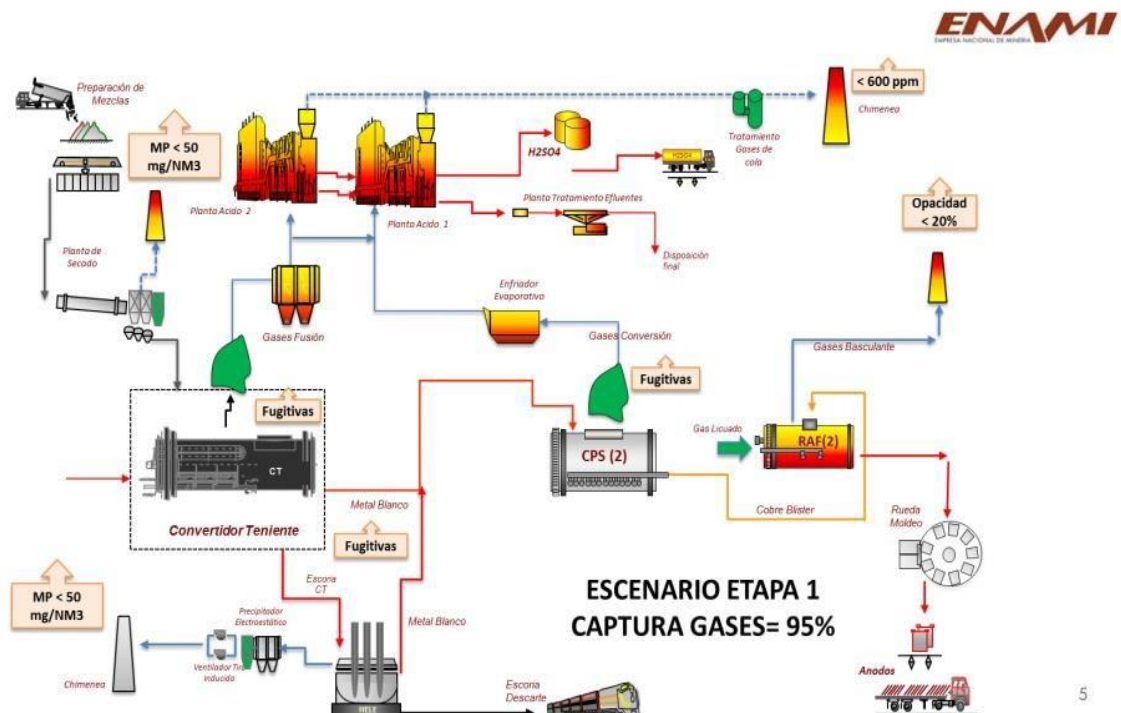 ENAMI
EMPRESA NACIONAL DE MINERÍA
Preparación de
Mezclas
MP < 50
mg/NM3
< 600 ppm
Chimenea
H2SO4
H2SO4
Tratamiento
Gases de
cola
Planta Acido 2
Planta Acido 1
Planta Tratamiento Efluentes
Disposición
final
Opacidad
< 20%
Planta de
Secado
Gases Fusión
Enfriador
Evaporativo
Gases Conversión
Gases Basculante
Fugitivas
Fugitivas
CT
Convertidor Teniente
CPS (2)
Gas Licuado
RAF(2)
Metal Blanco
Cobre Blister
Rueda
Moldeo
Fugitivas
MP < 50
mg/NM3
Escoria
CT
Metal Blanco
ESCENARIO ETAPA 1
CAPTURA GASES= 95%
Precipitador
Electroestático
Ventilador Tiro
Inducido
Chimenea
Escoria
Descarte
Anodos
5